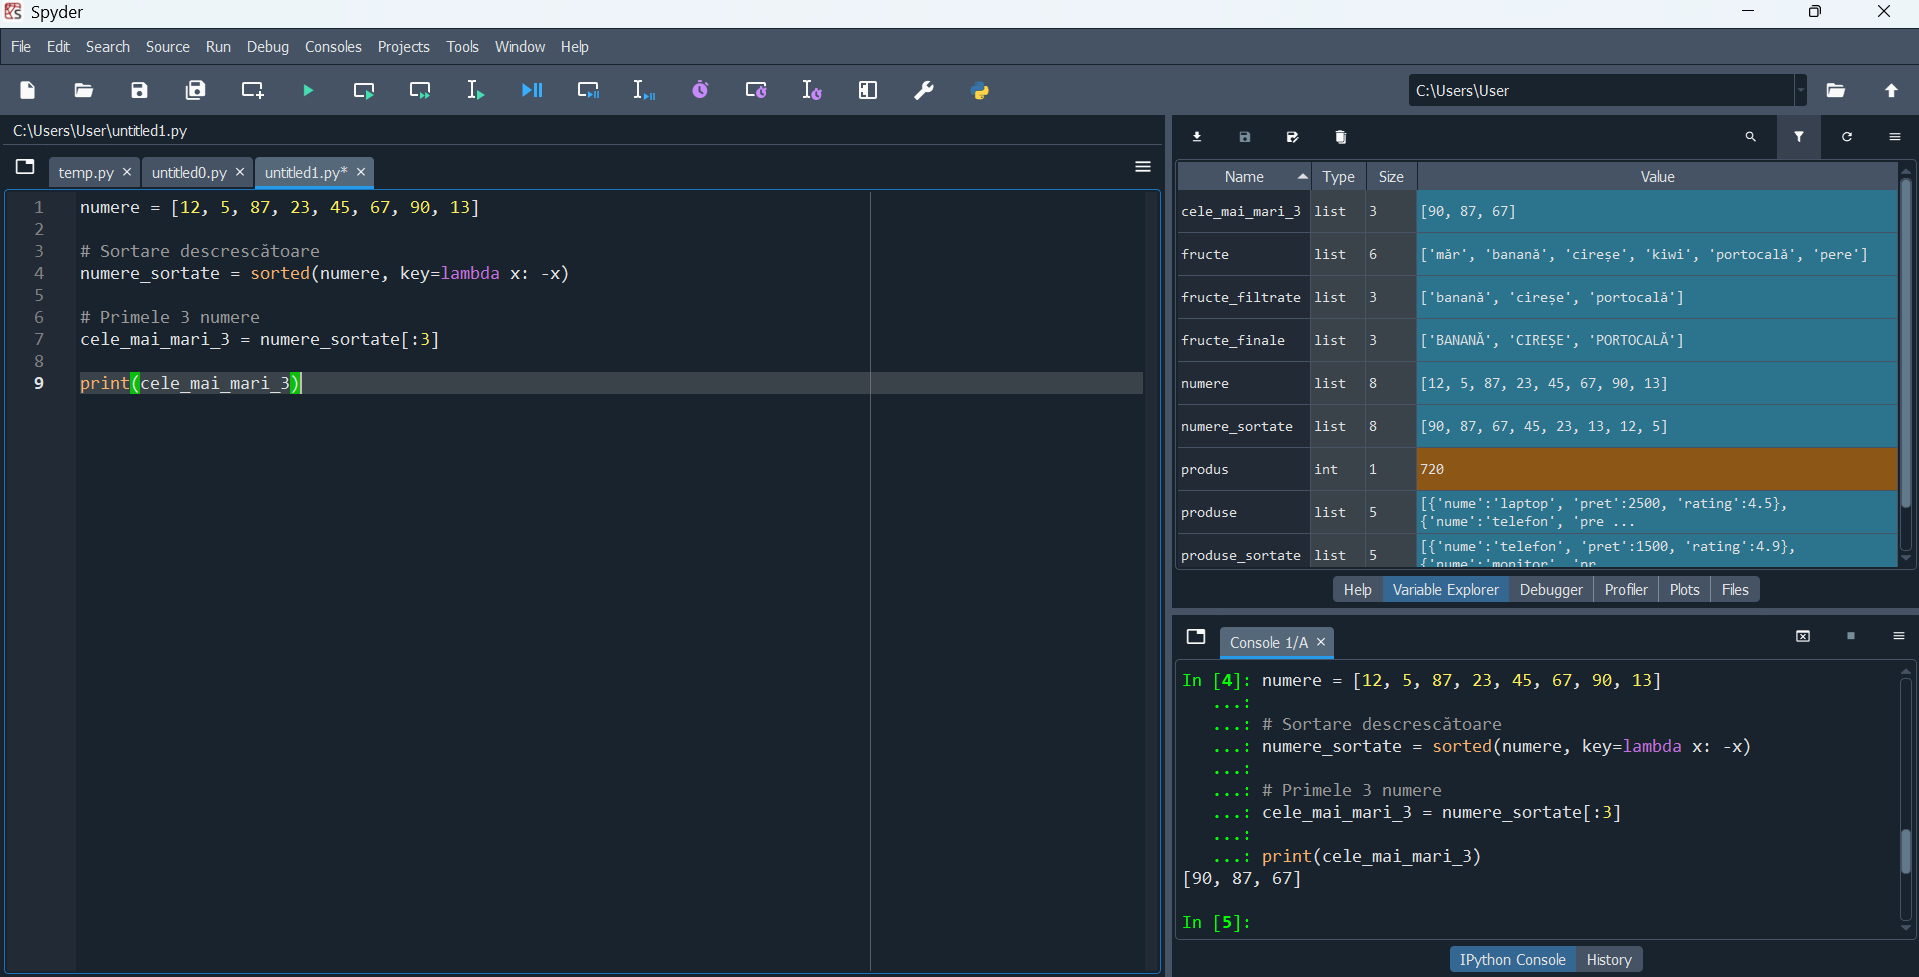 Spyder
File Edit Search Source Run Debug Consoles Projects Tools Window Help
C:\Users\User
C:\Users\User\untitled1.py
temp.py untitled0.py untitled1.py*
1 numere = [12, 5, 87, 23, 45, 67, 90, 13]
2
3 # Sortare descrescătoare
4 numere_sortate = sorted(numere, key=lambda x: -x)
5
6 # Primele 3 numere
7 cele_mai_mari_3 = numere_sortate[:3]
8
9 print(cele_mai_mari_3)
Name Type Size Value
cele_mai_mari_3 list 3 [90, 87, 67]
fructe list 6 ['măr', 'banană', 'cireșe', 'kiwi', 'portocală', 'pere']
fructe_filtrate list 3 ['banană', 'cireșe', 'portocală']
fructe_finale list 3 ['BANANĂ', 'CIREȘE', 'PORTOCALĂ']
numere list 8 [12, 5, 87, 23, 45, 67, 90, 13]
numere_sortate list 8 [90, 87, 67, 45, 23, 13, 12, 5]
produs int 1 720
produse list 5 [{'nume':'laptop', 'pret':2500, 'rating':4.5},
{'nume':'telefon', 'pre ...
produse_sortate list 5 [{'nume':'telefon', 'pret':1500, 'rating':4.9},
{'nume':'monitor', 'pr
Help Variable Explorer Debugger Profiler Plots Files
Console 1/A
In [4]: numere = [12, 5, 87, 23, 45, 67, 90, 13]
...:
...: # Sortare descrescătoare
...: numere_sortate = sorted(numere, key=lambda x: -x)
...:
...: # Primele 3 numere
...: cele_mai_mari_3 = numere_sortate[:3]
...:
...: print(cele_mai_mari_3)
[90, 87, 67]
In [5]:
IPython Console History